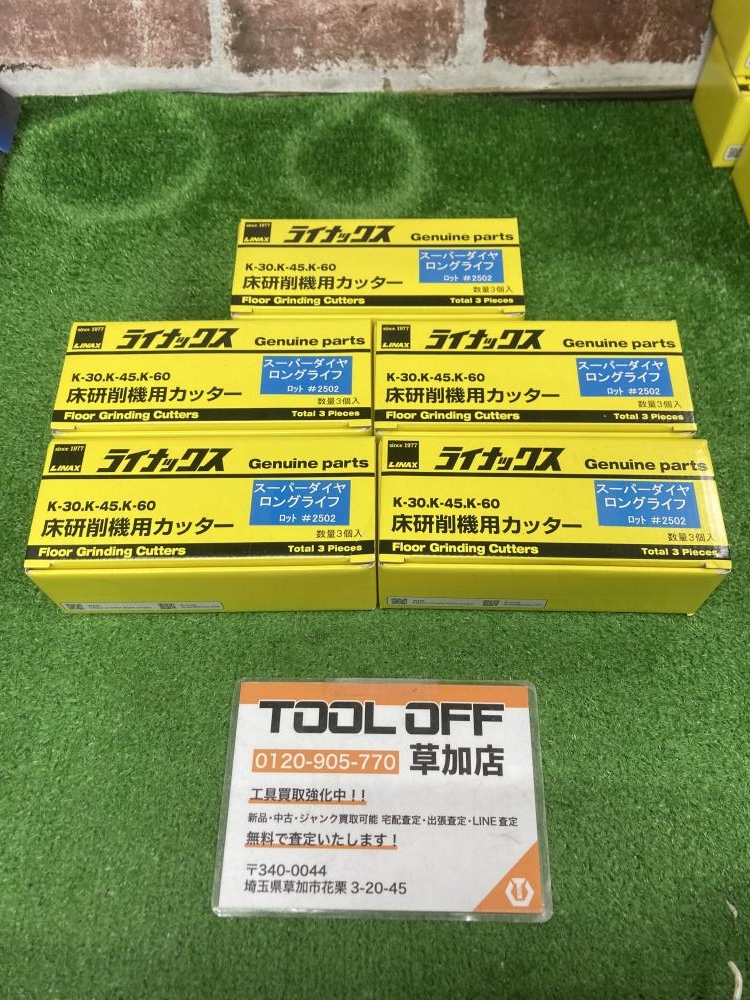 since 1977
LINAX
ライナックス Genuine parts
K-30.K-45.K-60
床研削機用カッター
スーパーダイヤ
ロングライフ
ロット #2502
数量3個入
Floor Grinding Cutters Total 3 Pieces
since 1977
LINAX
ライナックス Genuine parts
K-30.K-45.K-60
床研削機用カッター
スーパーダイヤ
ロングライフ
ロット #2502
数量3個入
Floor Grinding Cutters Total 3 Pieces
since 1977
LINAX
ライナックス Genuine parts
K-30.K-45.K-60
床研削機用カッター
スーパーダイヤ
ロングライフ
ロット #2502
数量3個入
Floor Grinding Cutters Total 3 Pieces
since 1977
LINAX
ライナックス Genuine parts
K-30.K-45.K-60
床研削機用カッター
スーパーダイヤ
ロングライフ
ロット #2502
数量3個入
Floor Grinding Cutters Total 3 Pieces
since 1977
LINAX
ライナックス Genuine parts
K-30.K-45.K-60
床研削機用カッター
スーパーダイヤ
ロングライフ
ロット #2502
数量3個入
Floor Grinding Cutters Total 3 Pieces
TOOL OFF
0120-905-770 草加店
工具買取強化中！！
新品・中古・ジャンク買取可能 宅配査定・出張査定・LINE査定
無料で査定いたします！
〒340-0044
埼玉県草加市花栗 3-20-45